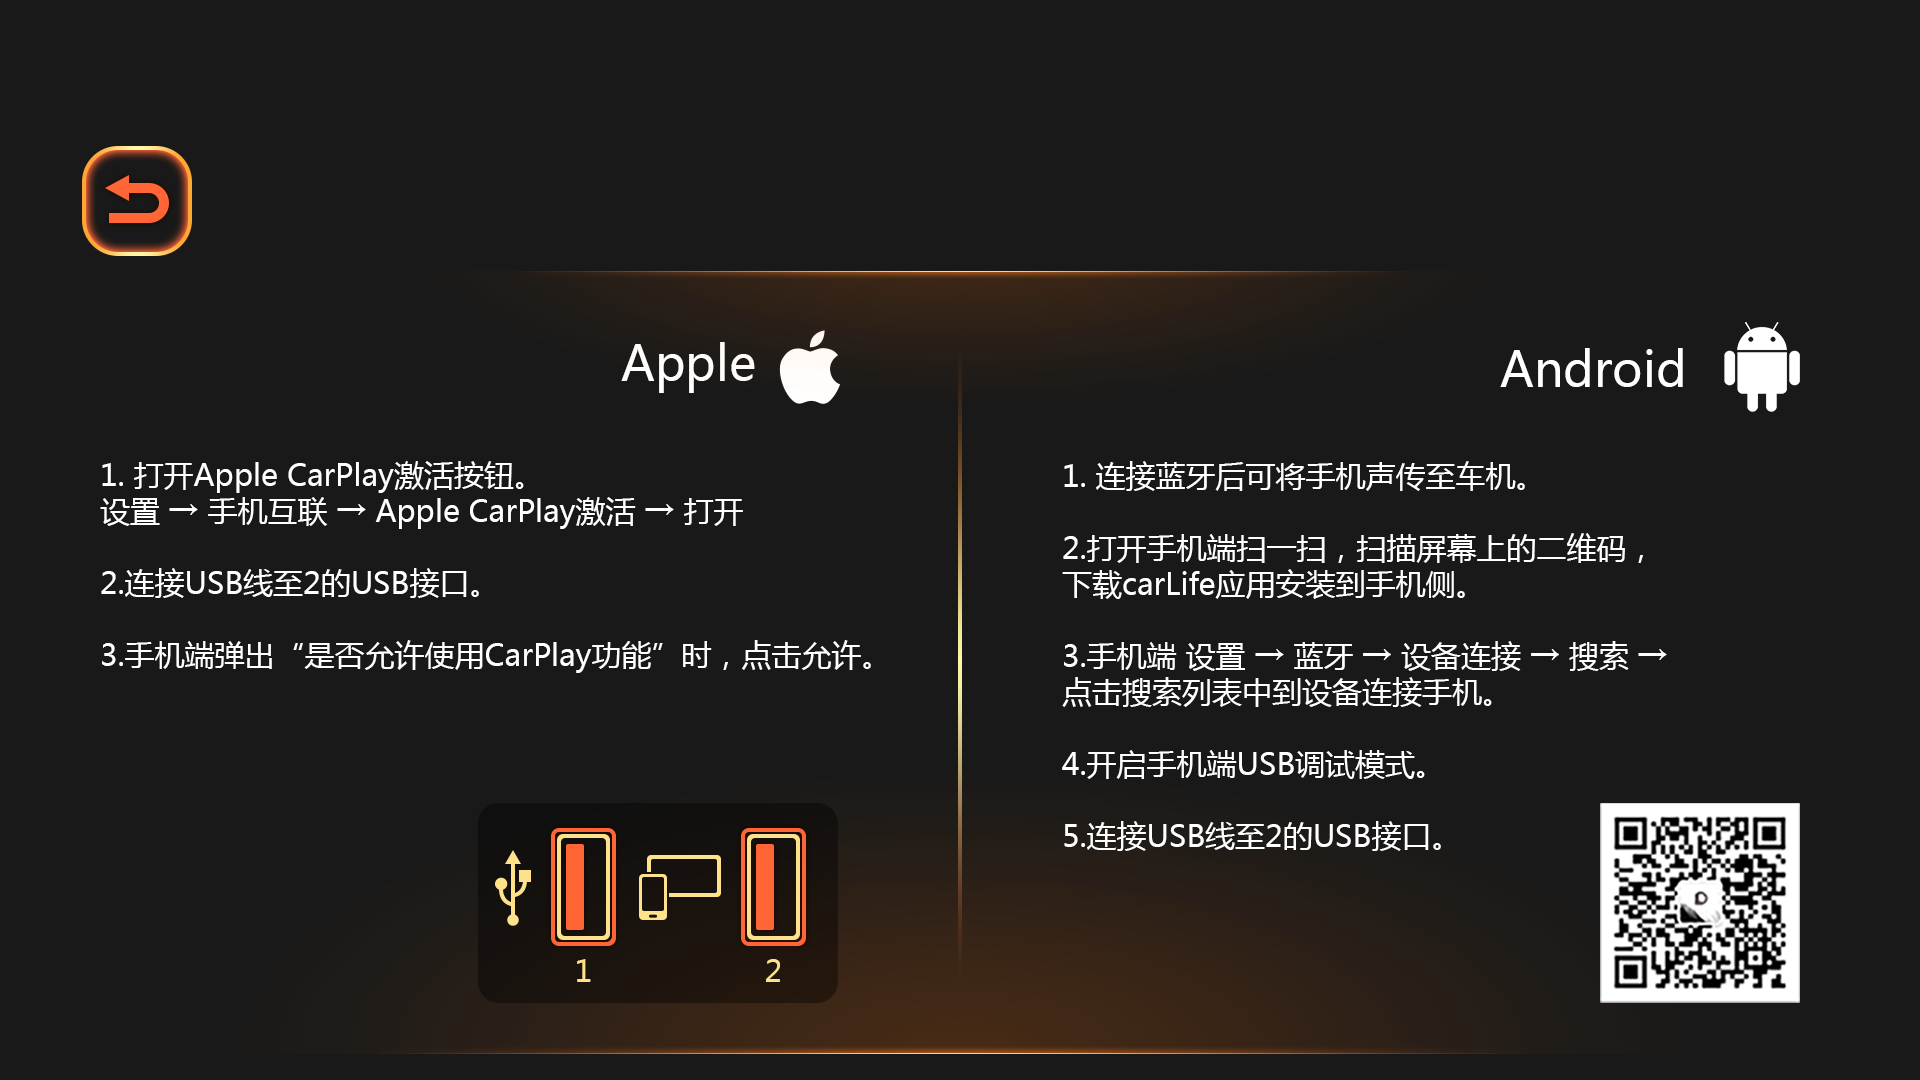 Apple
1. 打开Apple CarPlay激活按钮。
设置 → 手机互联 → Apple CarPlay激活 → 打开
2.连接USB线至2的USB接口。
3.手机端弹出“是否允许使用CarPlay功能”时，点击允许。
1
2
Android
1. 连接蓝牙后可将手机声传至车机。
2.打开手机端扫一扫，扫描屏幕上的二维码，
下载carLife应用安装到手机侧。
3.手机端 设置 → 蓝牙 → 设备连接 → 搜索 →
点击搜索列表中到设备连接手机。
4.开启手机端USB调试模式。
5.连接USB线至2的USB接口。